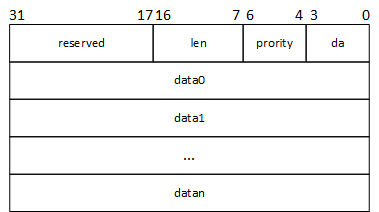 31 17 16 7 6 4 3 0
reserved len prority da
data0
data1
...
datan